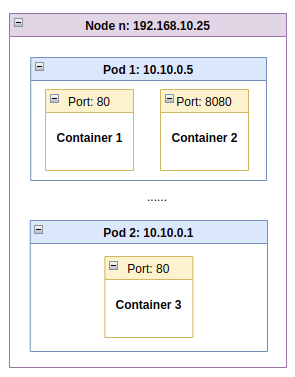 Node n: 192.168.10.25
Pod 1: 10.10.0.5
Port: 80
Port: 8080
Container 1
Container 2
......
Pod 2: 10.10.0.1
Port: 80
Container 3